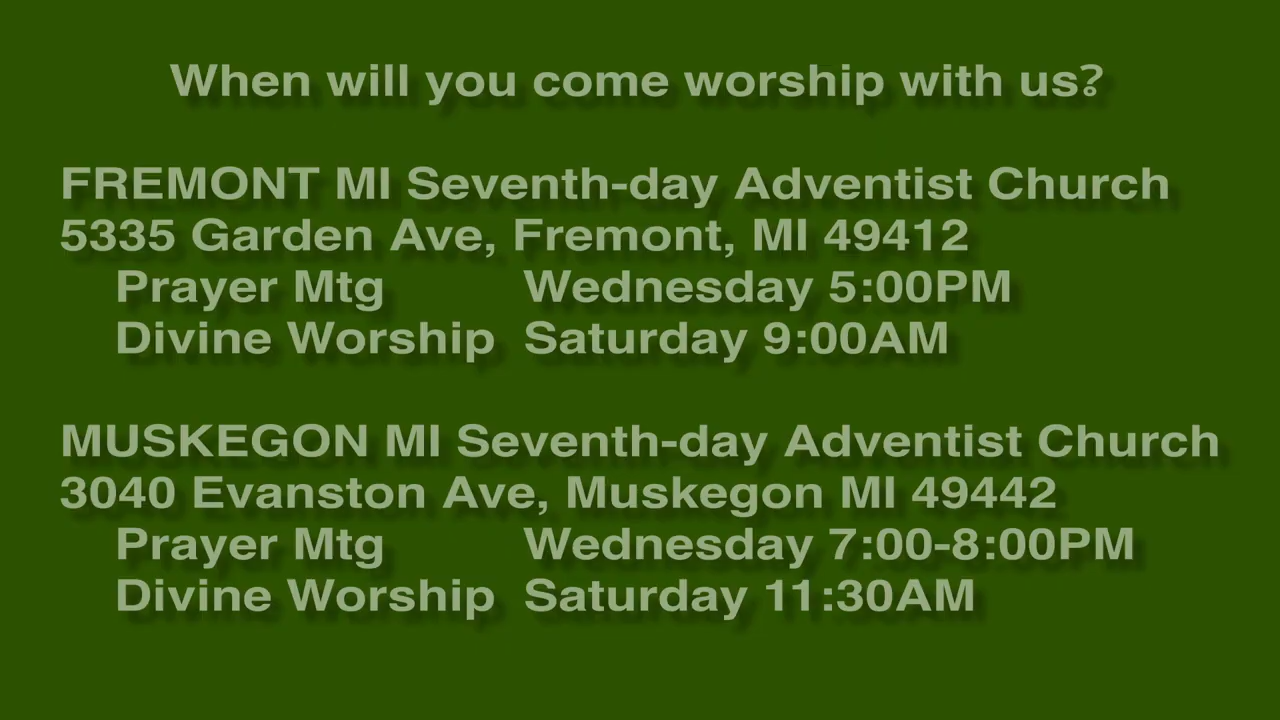 When will you come worship with us?
FREMONT MI Seventh-day Adventist Church
5335 Garden Ave, Fremont, MI 49412
Prayer Mtg Wednesday 5:00PM
Divine Worship Saturday 9:00AM
MUSKEGON MI Seventh-day Adventist Church
3040 Evanston Ave, Muskegon MI 49442
Prayer Mtg Wednesday 7:00-8:00PM
Divine Worship Saturday 11:30AM